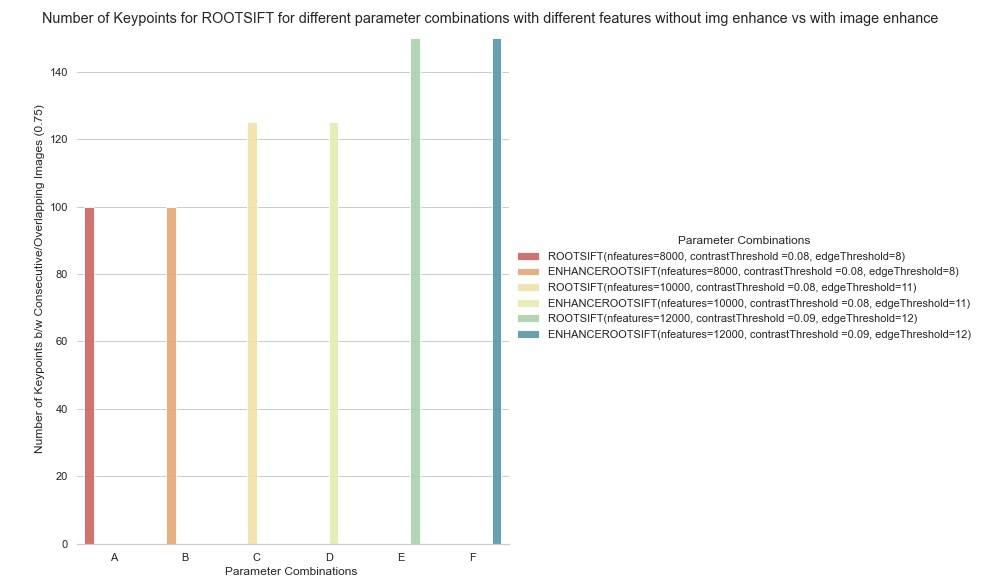 Number of Keypoints for ROOTSIFT for different parameter combinations with different features without img enhance vs with image enhance
Number of Keypoints b/w Consecutive/Overlapping Images (0.75)
140
120
100
80
60
40
20
0
A B C D E F
Parameter Combinations
Parameter Combinations
ROOTSIFT(nfeatures=8000, contrastThreshold =0.08, edgeThreshold=8)
ENHANCEROOTSIFT(nfeatures=8000, contrastThreshold =0.08, edgeThreshold=8)
ROOTSIFT(nfeatures=10000, contrastThreshold =0.08, edgeThreshold=11)
ENHANCEROOTSIFT(nfeatures=10000, contrastThreshold =0.08, edgeThreshold=11)
ROOTSIFT(nfeatures=12000, contrastThreshold =0.09, edgeThreshold=12)
ENHANCEROOTSIFT(nfeatures=12000, contrastThreshold =0.09, edgeThreshold=12)